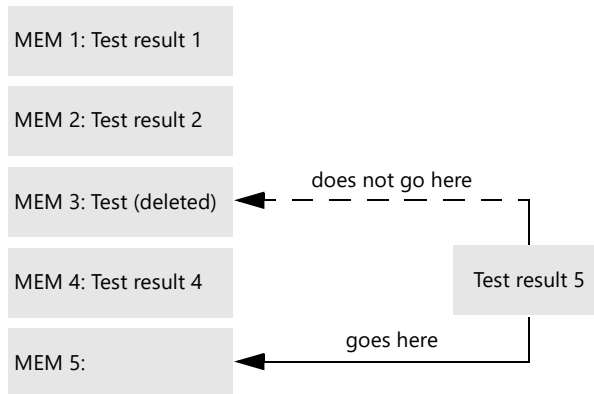 MEM 1: Test result 1
MEM 2: Test result 2
does not go here
MEM 3: Test (deleted)
MEM 4: Test result 4
Test result 5
goes here
MEM 5: